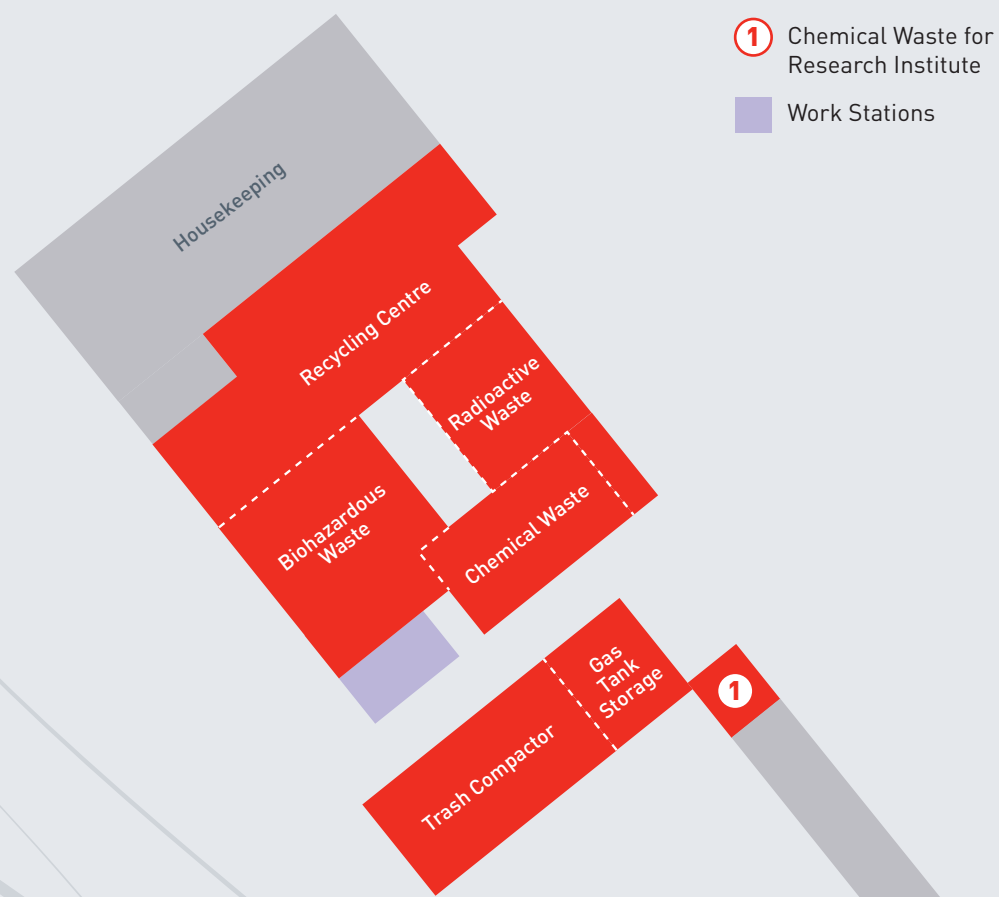 1 Chemical Waste for
Research Institute
Work Stations
Housekeeping
Recycling Centre
Radioactive
Waste
Biohazardous
Waste
Chemical Waste
Gas
Tank
Storage
1
Trash Compactor